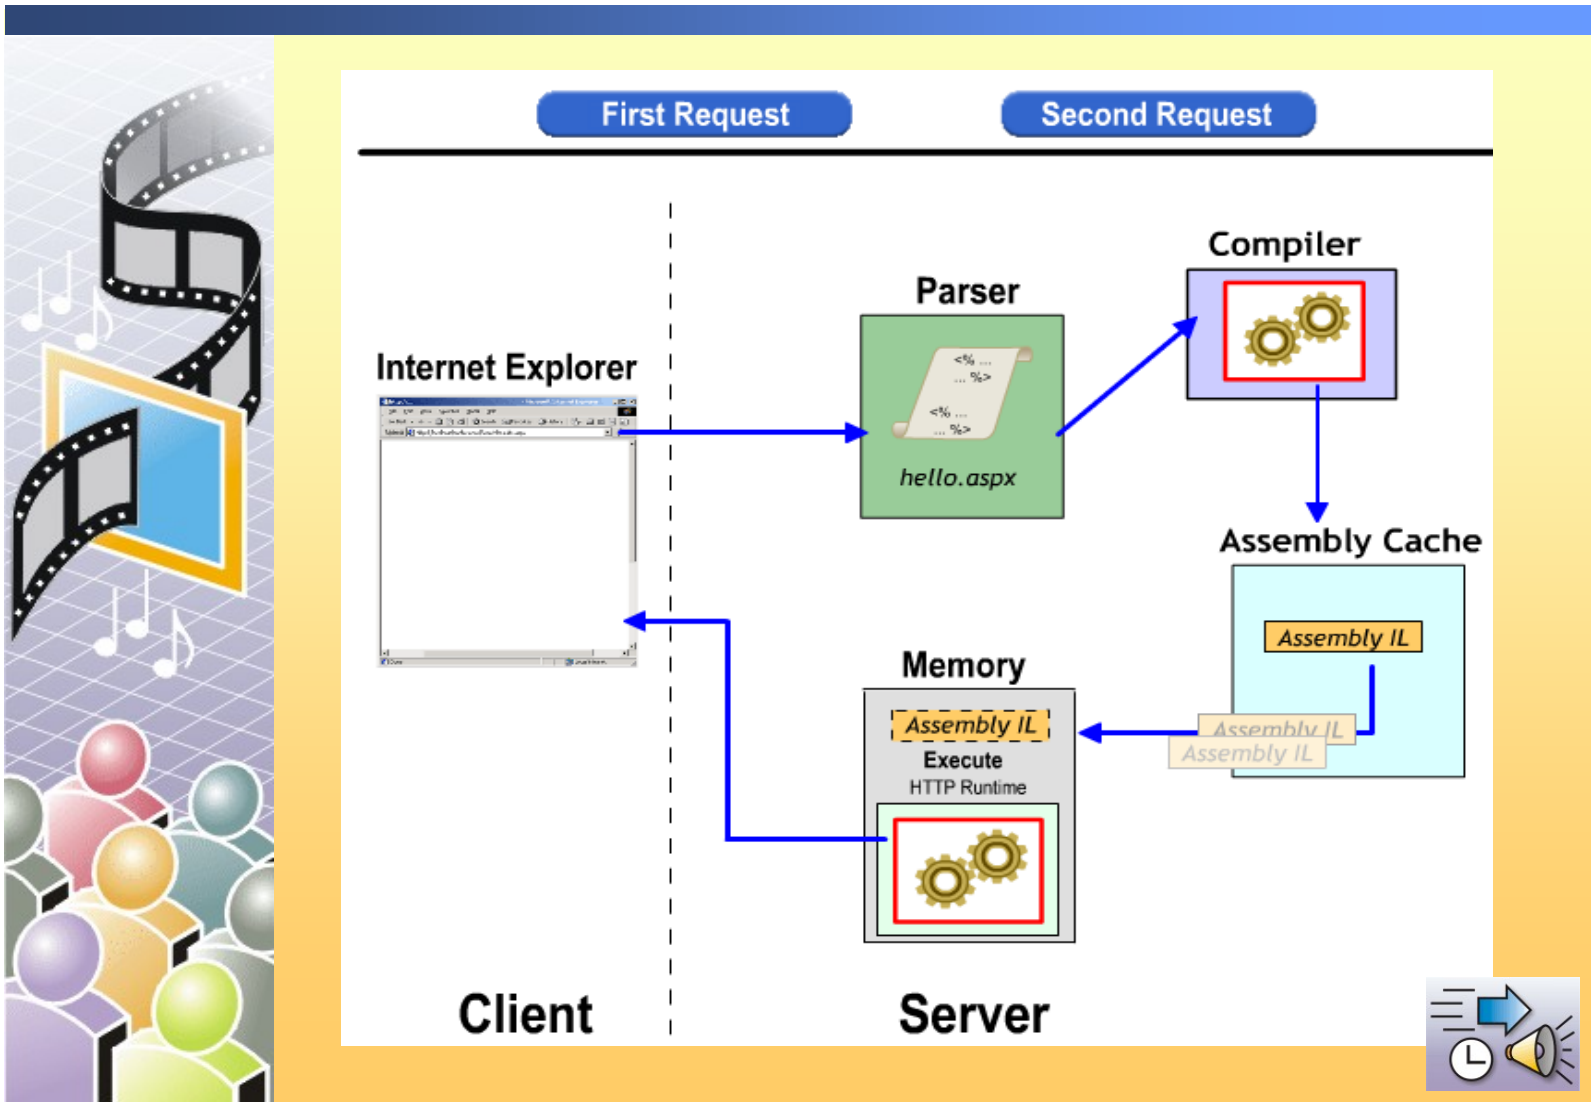 First Request
Second Request
Compiler
Parser
Internet Explorer
<% ...
... %>
<% ...
... %>
hello.aspx
Assembly Cache
Assembly IL
Memory
Assembly IL
Assembly IL
Assembly IL
Execute
HTTP Runtime
Client
Server